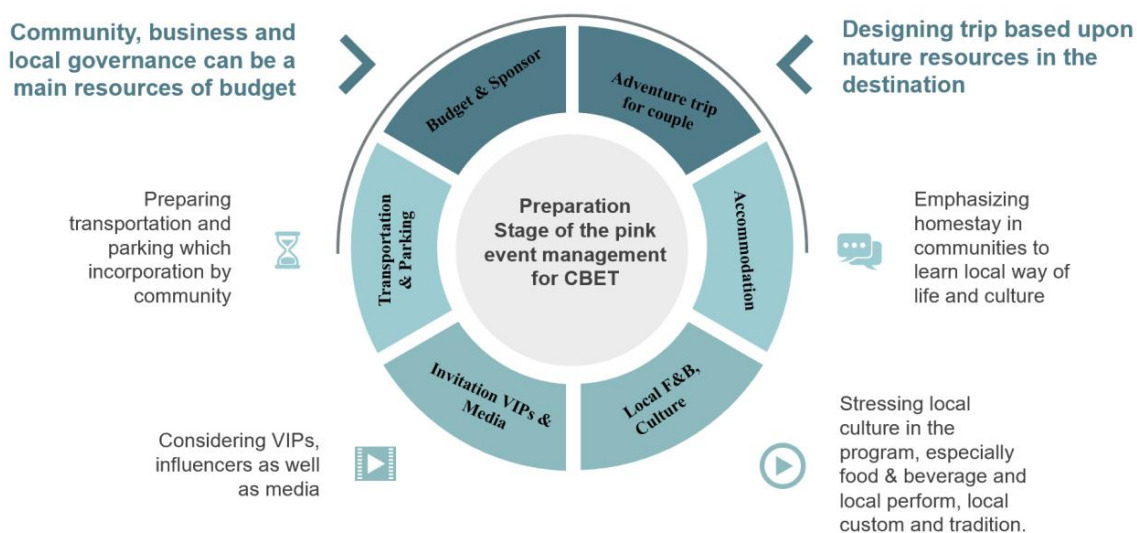 Community, business and
local governance can be a
main resources of budget
Designing trip based upon
nature resources in the
destination
Budget & Sponsor
Adventure trip
for couple
Preparing
transportation and
parking which
incorporation by
community
Transportation
& Parking
Preparation
Stage of the pink
event management
for CBET
Accommodation
Emphasizing
homestay in
communities to
learn local way of
life and culture
Considering VIPs,
influencers as well
as media
Invitation VIPs &
Media
Local F&B,
Culture
Stressing local
culture in the
program, especially
food & beverage and
local perform, local
custom and tradition.